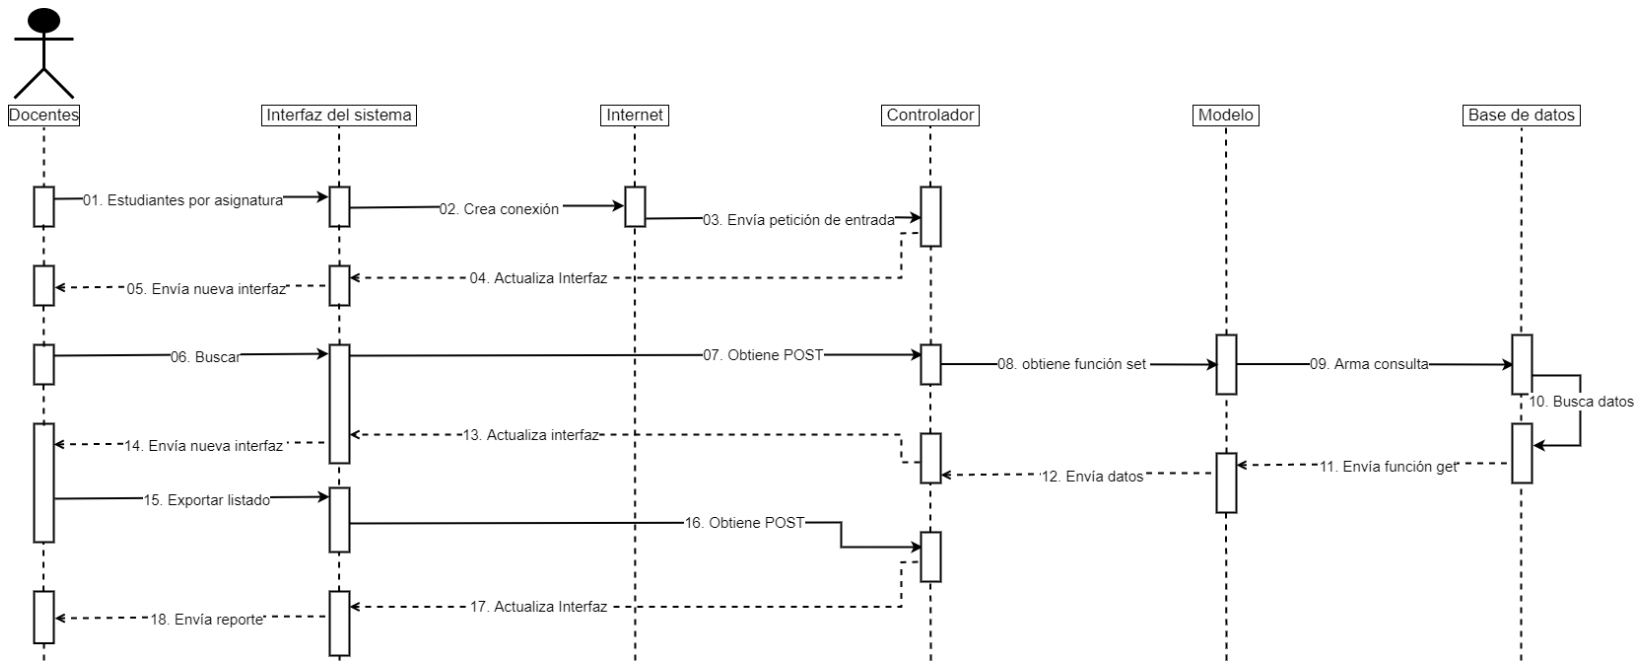 Docentes
Interfaz del sistema
Internet
Controlador
Modelo
Base de datos
01. Estudiantes por asignatura
02. Crea conexión
03. Envía petición de entrada
04. Actualiza Interfaz
05. Envía nueva interfaz
06. Buscar
07. Obtiene POST
08. obtiene función set
09. Arma consulta
10. Busca datos
11. Envía función get
12. Envía datos
13. Actualiza interfaz
14. Envía nueva interfaz
15. Exportar listado
16. Obtiene POST
17. Actualiza Interfaz
18. Envía reporte